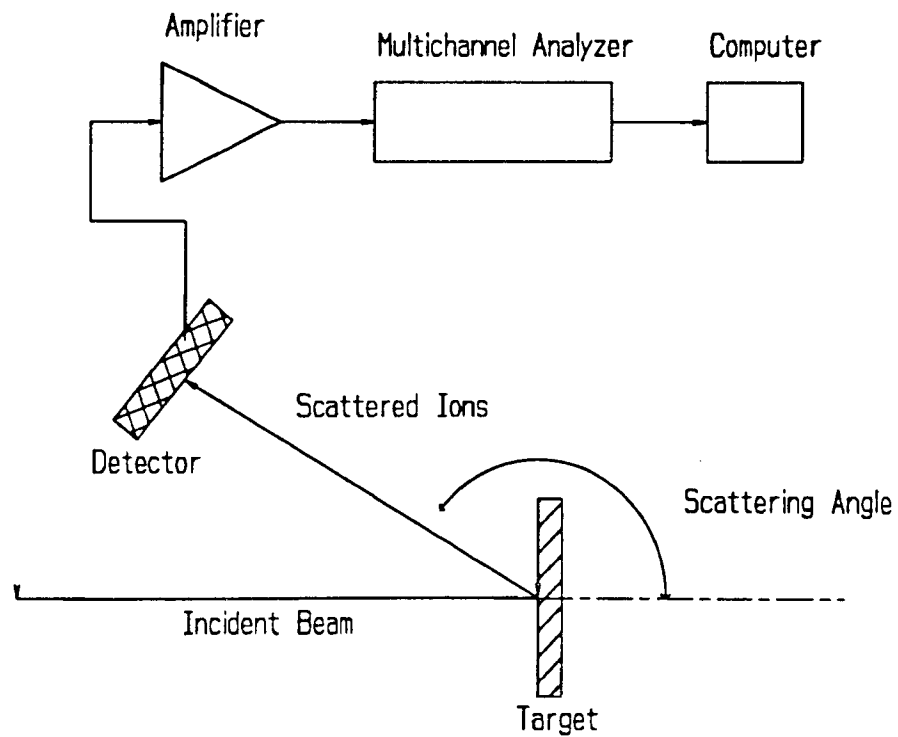 Amplifier
Multichannel Analyzer
Computer
Scattered Ions
Detector
Scattering Angle
Incident Beam
Target